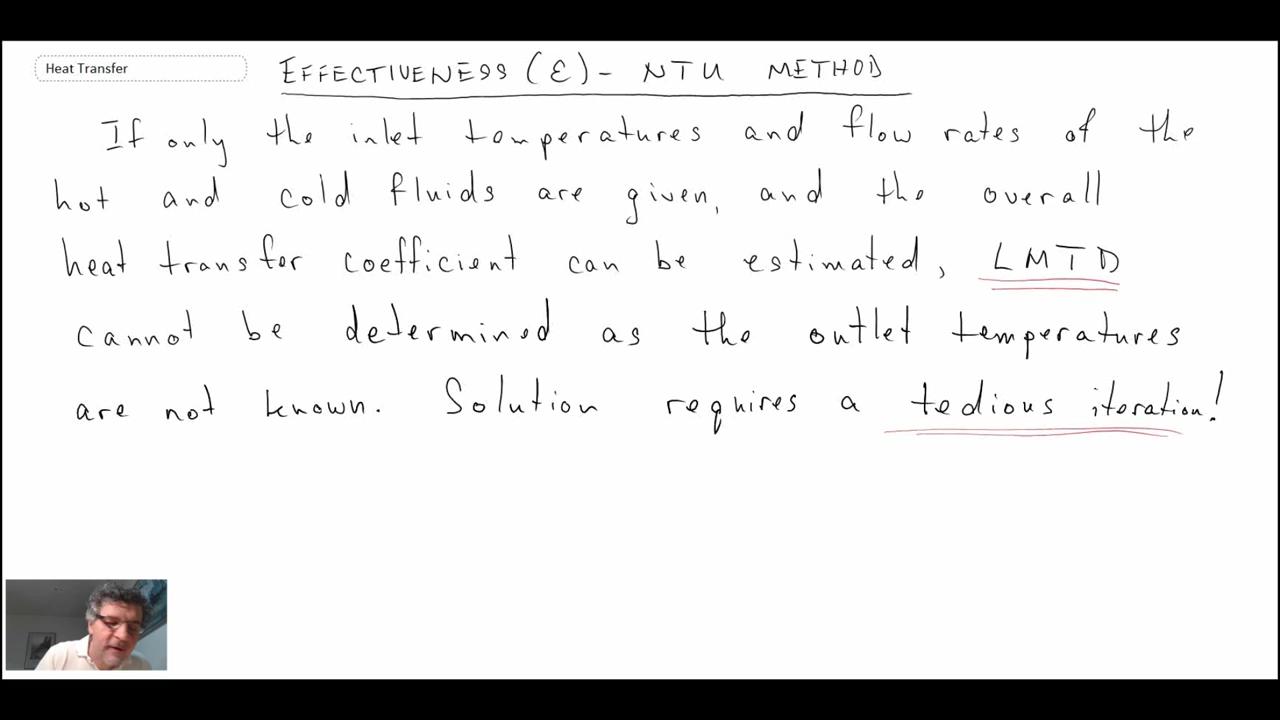 Heat Transfer
EFFECTIVENESS (ε) - NTU METHOD
If only the inlet temperatures and flow rates of the
hot and cold fluids are given, and the overall
heat transfer coefficient can be estimated, LMTD
cannot be determined as the outlet temperatures
are not known. Solution requires a tedious iteration!